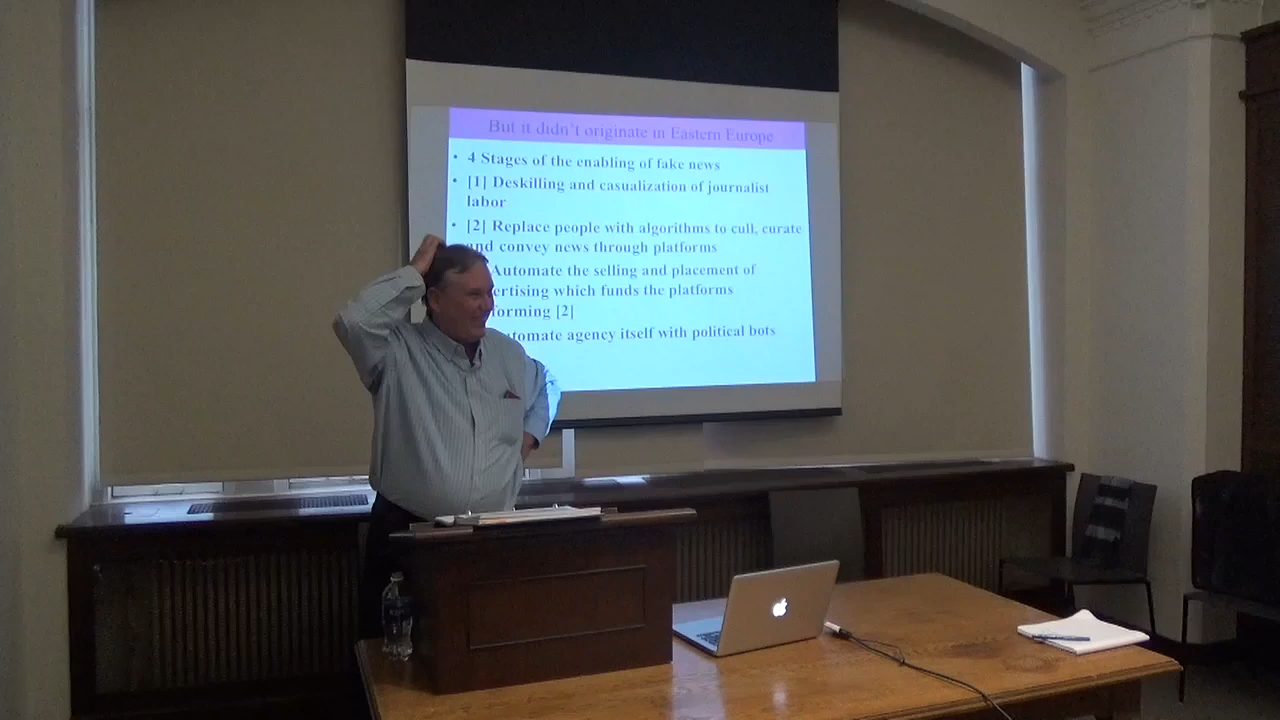 But it didn't originate in Eastern Europe
• 4 Stages of the enabling of fake news
• [1] Deskilling and casualization of journalist
labor
• [2] Replace people with algorithms to cull, curate
and convey news through platforms
Automate the selling and placement of
ertising which funds the platforms
forming [2]
utomate agency itself with political bots